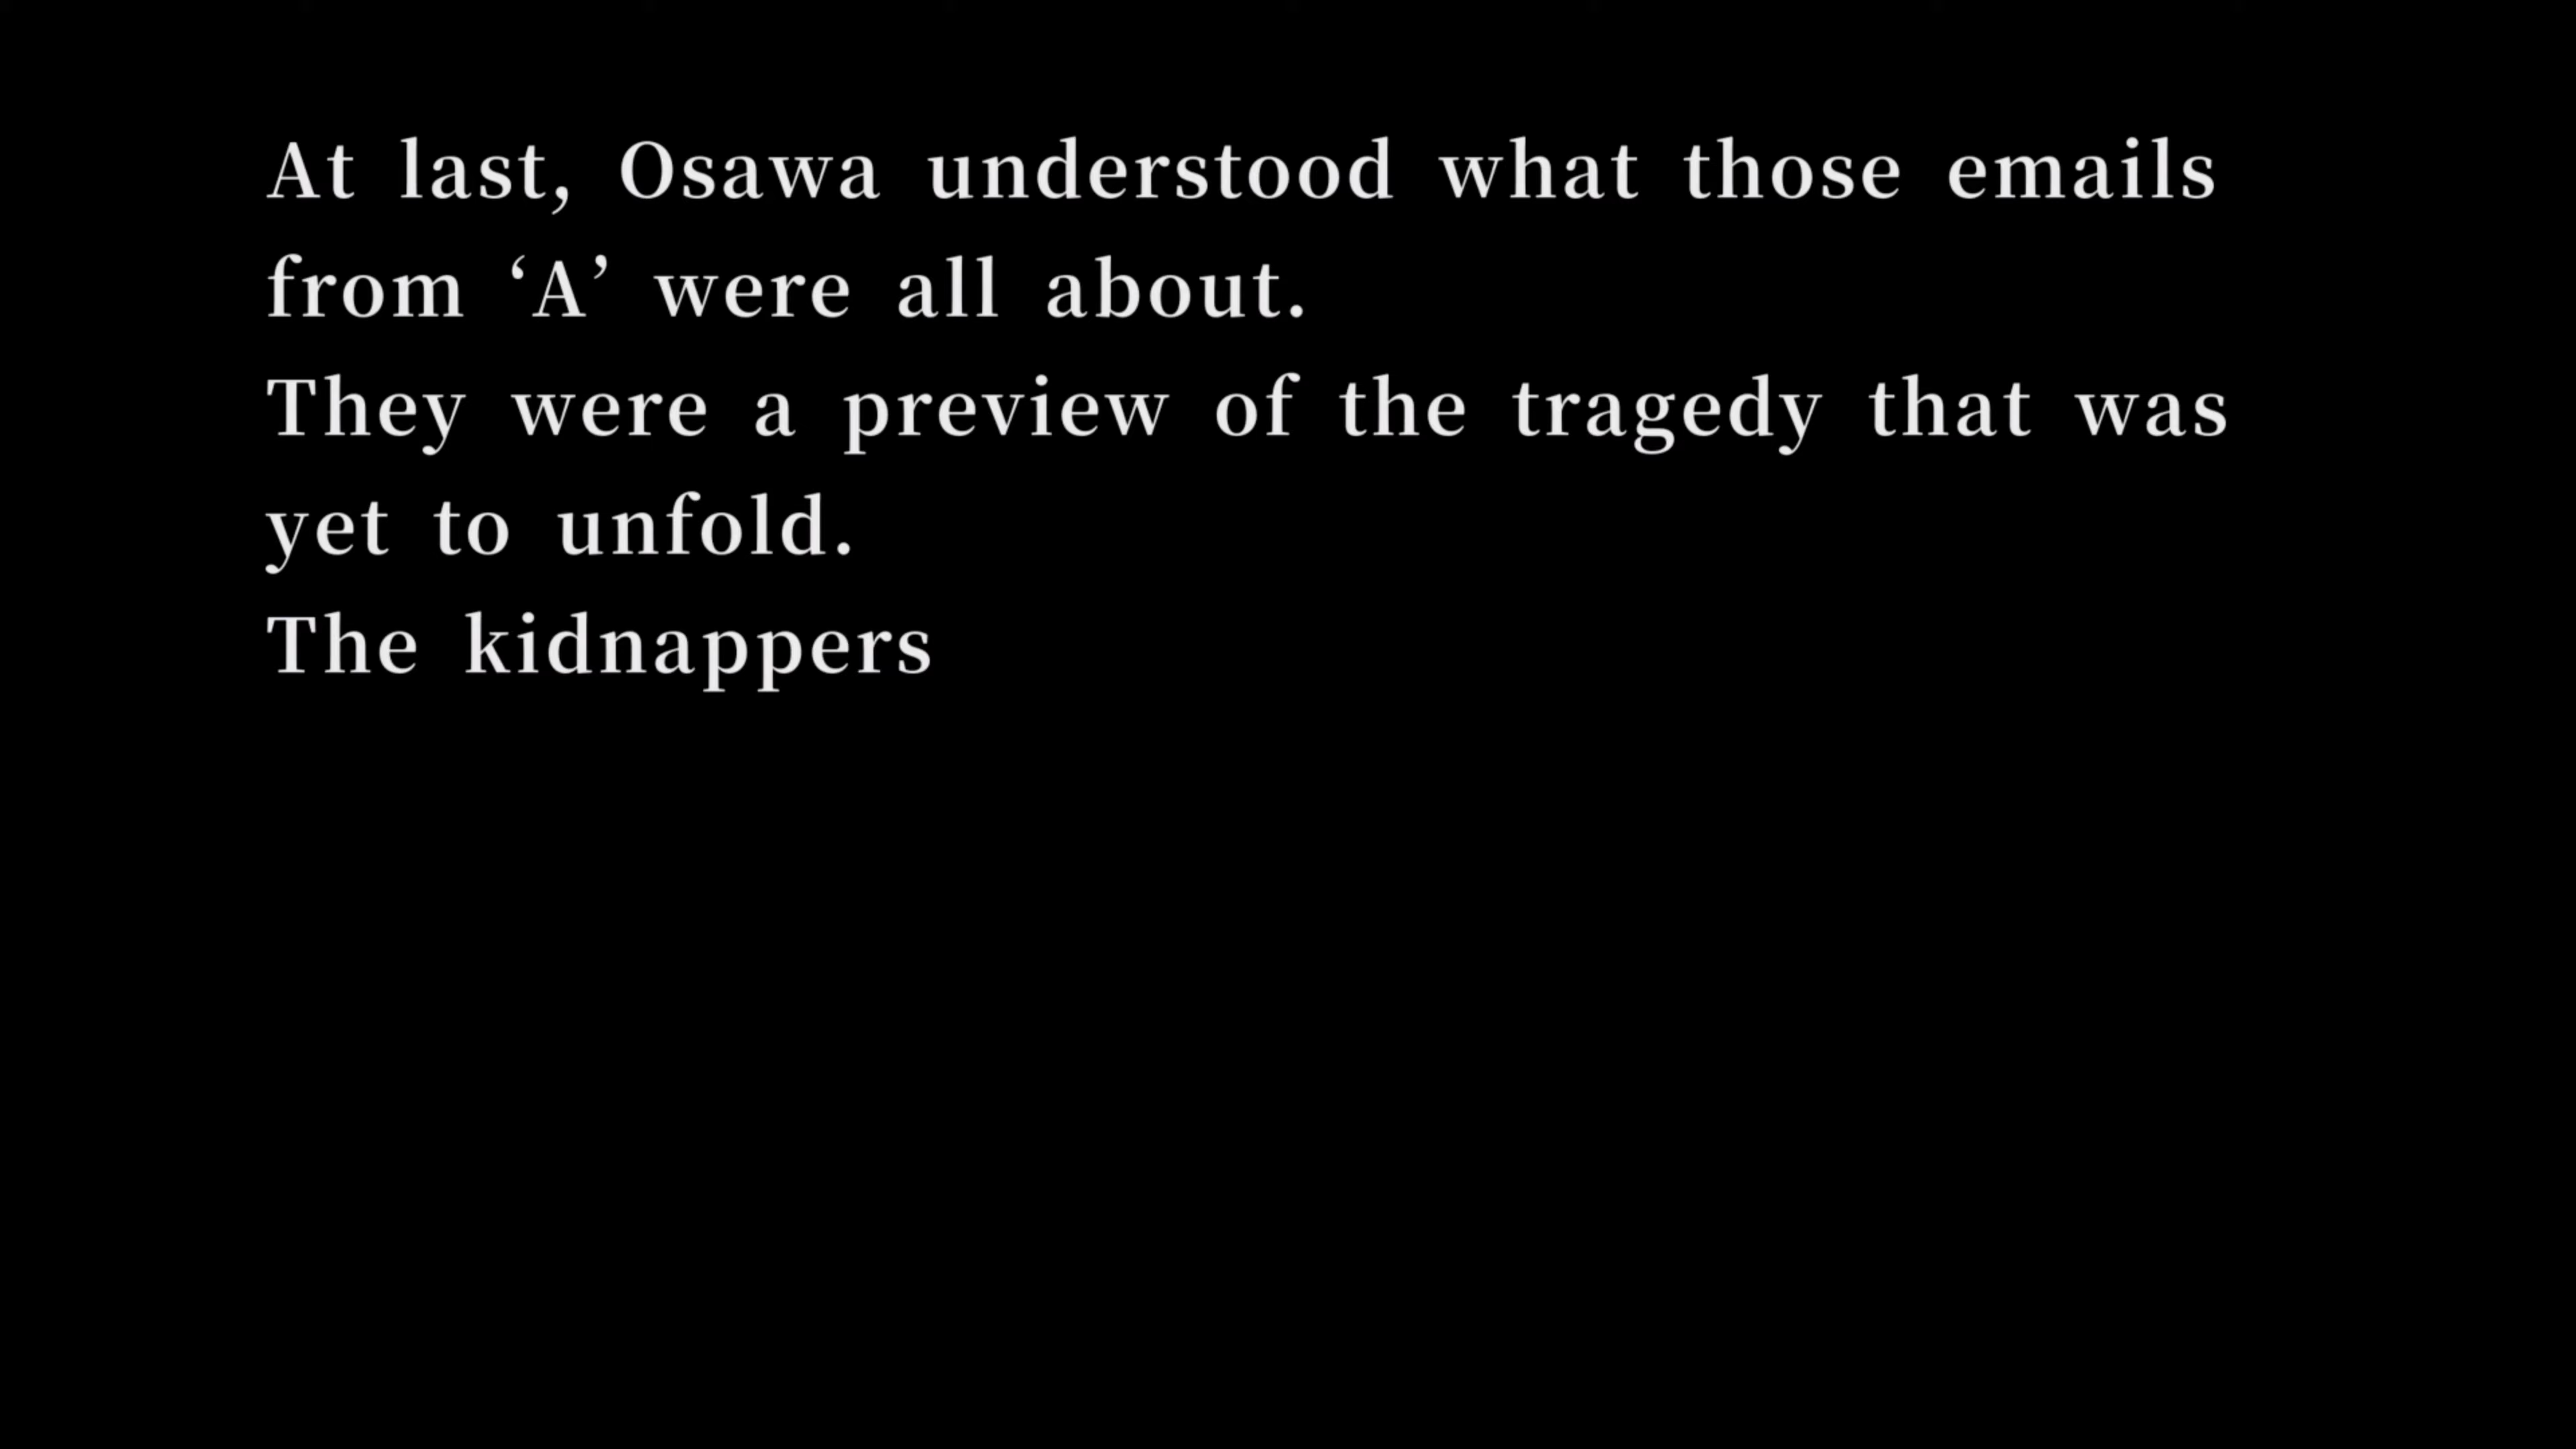 At last, Osawa understood what those emails
from ‘A’ were all about.
They were a preview of the tragedy that was
yet to unfold.
The kidnappers